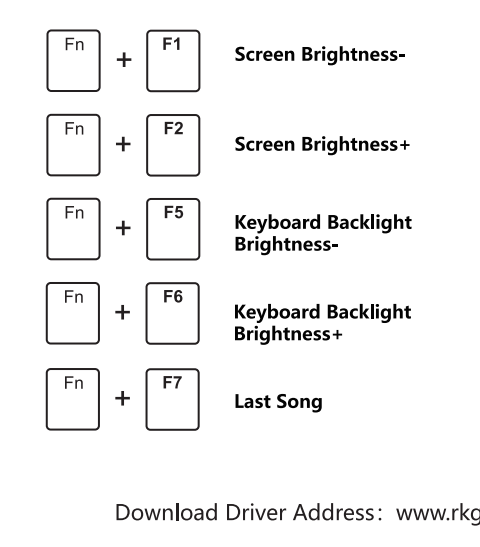 Fn + F1 Screen Brightness-
Fn + F2 Screen Brightness+
Fn + F5 Keyboard Backlight
Brightness-
Fn + F6 Keyboard Backlight
Brightness+
Fn + F7 Last Song
Download Driver Address: www.rkg